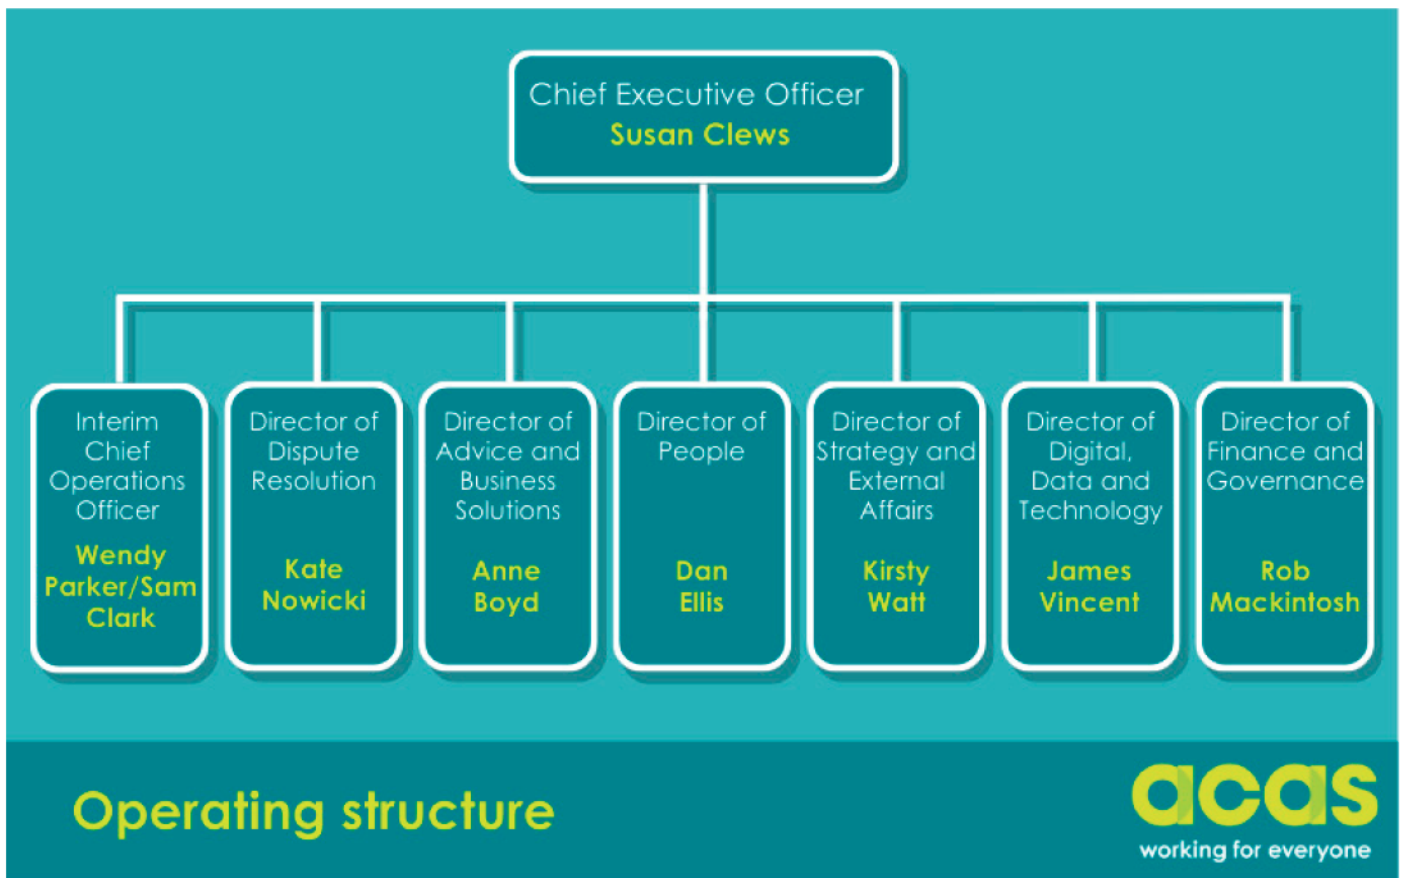 Chief Executive Officer
Susan Clews
Interim
Chief
Operations
Officer
Wendy
Parker/Sam
Clark
Director of
Dispute
Resolution
Kate
Nowicki
Director of
Advice and
Business
Solutions
Anne
Boyd
Director of
People
Dan
Ellis
Director of
Strategy and
External
Affairs
Kirsty
Watt
Director of
Digital,
Data and
Technology
James
Vincent
Director of
Finance and
Governance
Rob
Mackintosh
Operating structure
acas
working for everyone